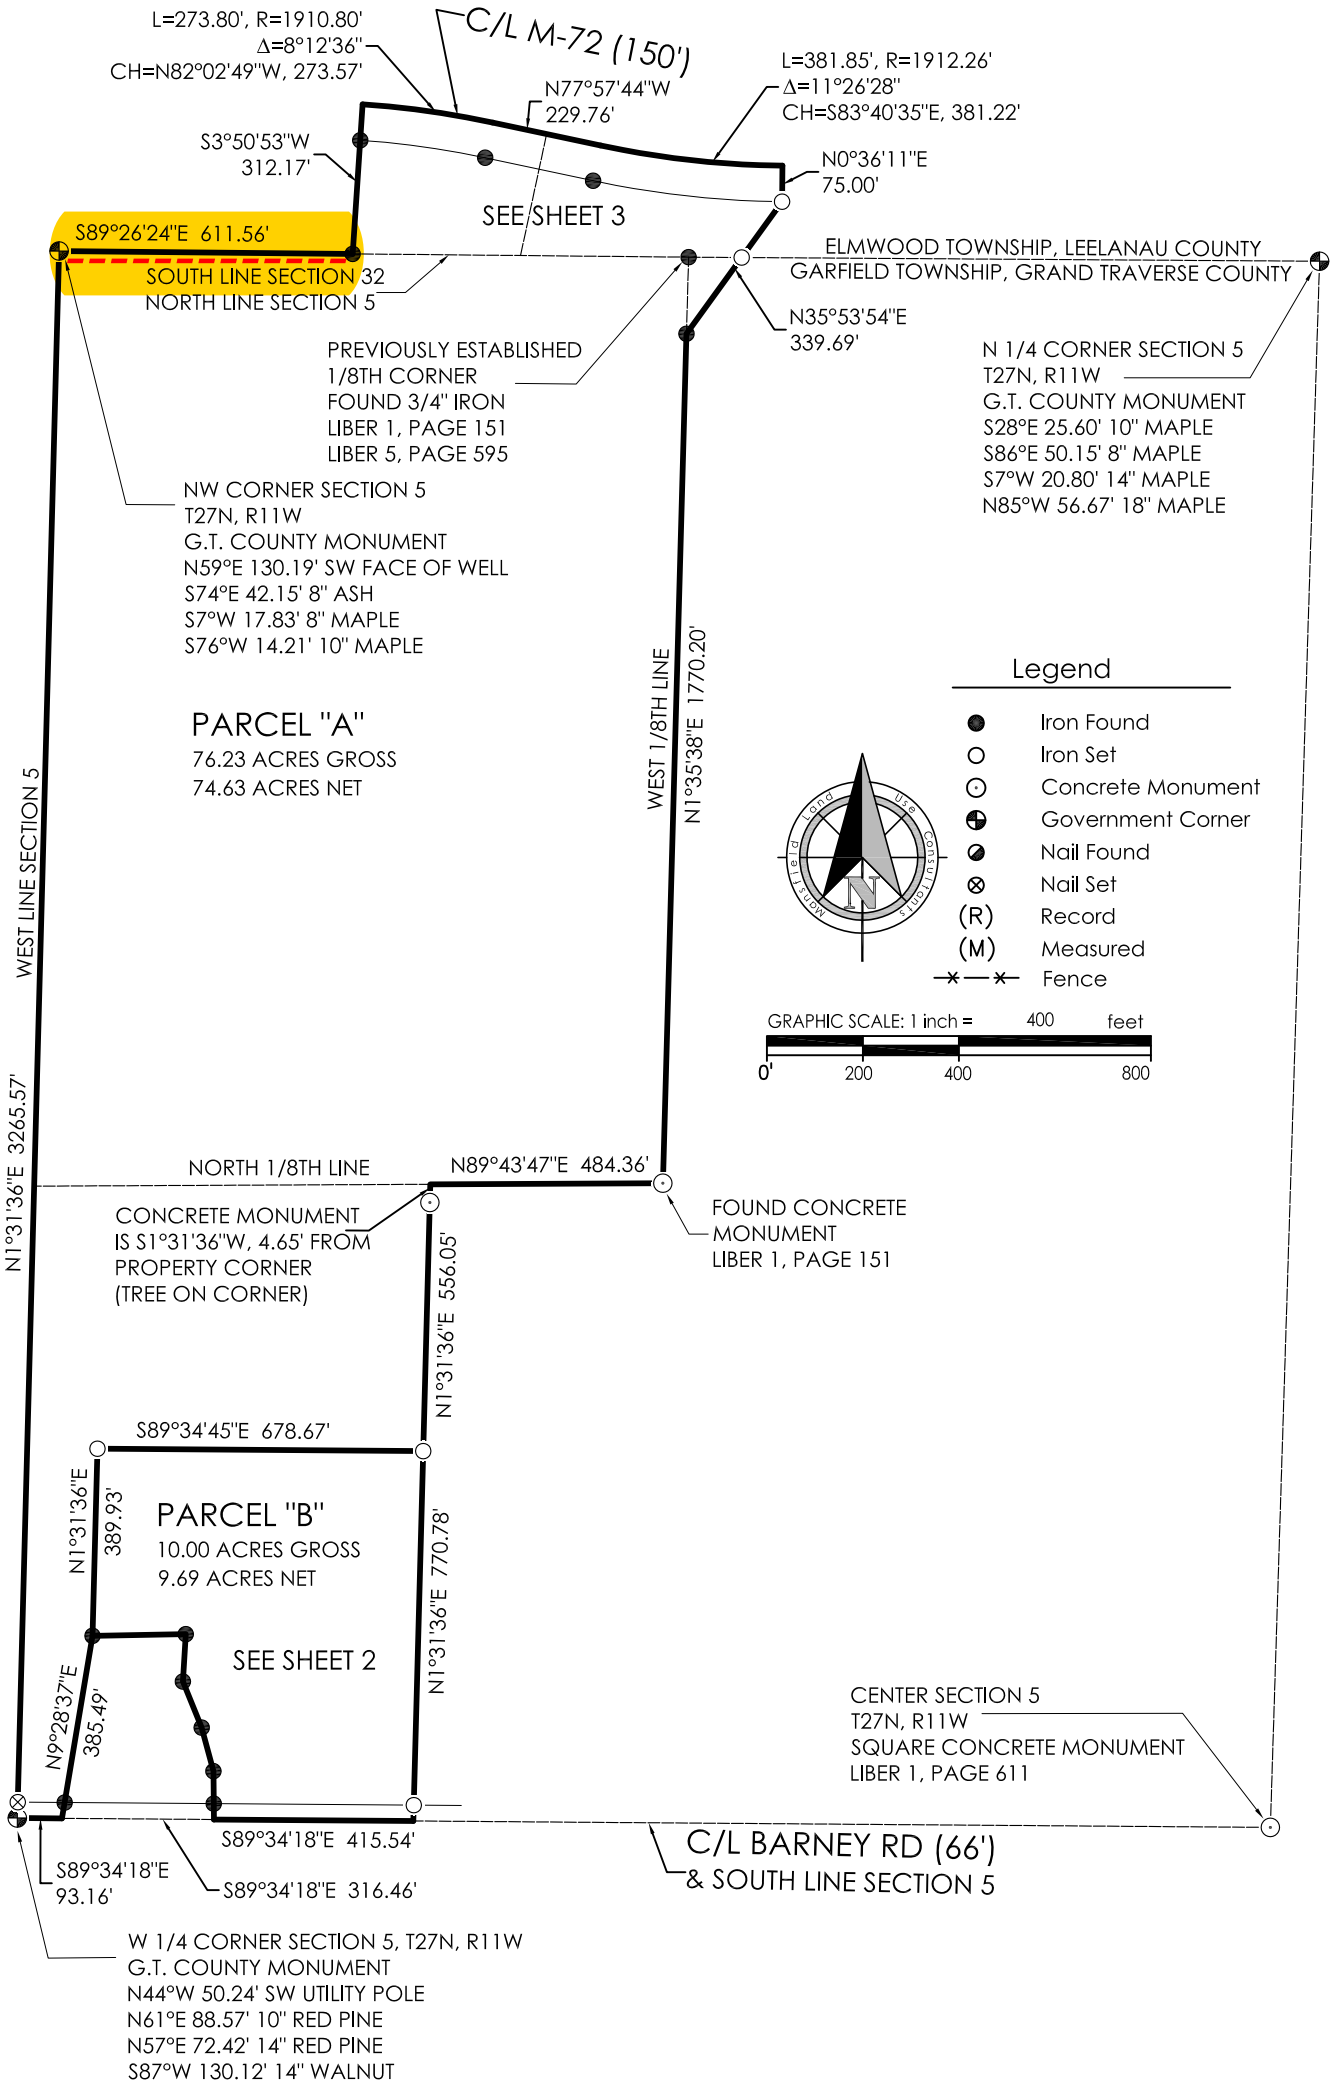 L=273.80', R=1910.80'
Δ=8°12'36"
CH=N82°02'49"W, 273.57'
C/L M-72 (150')
N77°57'44"W
229.76'
L=381.85', R=1912.26'
Δ=11°26'28"
CH=S83°40'35"E, 381.22'
S3°50'53"W
312.17'
N0°36'11"E
75.00'
SEE SHEET 3
S89°26'24"E 611.56'
SOUTH LINE SECTION 32
NORTH LINE SECTION 5
ELMWOOD TOWNSHIP, LEELANAU COUNTY
GARFIELD TOWNSHIP, GRAND TRAVERSE COUNTY
N35°53'54"E
339.69'
PREVIOUSLY ESTABLISHED
1/8TH CORNER
FOUND 3/4" IRON
LIBER 1, PAGE 151
LIBER 5, PAGE 595
N 1/4 CORNER SECTION 5
T27N, R11W
G.T. COUNTY MONUMENT
S28°E 25.60' 10" MAPLE
S86°E 50.15' 8" MAPLE
S7°W 20.80' 14" MAPLE
N85°W 56.67' 18" MAPLE
NW CORNER SECTION 5
T27N, R11W
G.T. COUNTY MONUMENT
N59°E 130.19' SW FACE OF WELL
S74°E 42.15' 8" ASH
S7°W 17.83' 8" MAPLE
S76°W 14.21' 10" MAPLE
PARCEL "A"
76.23 ACRES GROSS
74.63 ACRES NET
WEST LINE SECTION 5
N1°31'36"E 3265.57'
WEST 1/8TH LINE
N1°35'38"E 1770.20'
Legend
Iron Found
Iron Set
Concrete Monument
Government Corner
Nail Found
Nail Set
(R) Record
(M) Measured
Fence
Mansfield Land Use Consultants
N
GRAPHIC SCALE: 1 inch = 400 feet
0' 200 400 800
NORTH 1/8TH LINE
N89°43'47"E 484.36'
CONCRETE MONUMENT
IS S1°31'36"W, 4.65' FROM
PROPERTY CORNER
(TREE ON CORNER)
FOUND CONCRETE
MONUMENT
LIBER 1, PAGE 151
N1°31'36"E 556.05'
S89°34'45"E 678.67'
N1°31'36"E
389.93'
PARCEL "B"
10.00 ACRES GROSS
9.69 ACRES NET
N1°31'36"E 770.78'
SEE SHEET 2
N9°28'37"E
385.49'
CENTER SECTION 5
T27N, R11W
SQUARE CONCRETE MONUMENT
LIBER 1, PAGE 611
S89°34'18"E 415.54'
C/L BARNEY RD (66')
& SOUTH LINE SECTION 5
S89°34'18"E
93.16'
S89°34'18"E 316.46'
W 1/4 CORNER SECTION 5, T27N, R11W
G.T. COUNTY MONUMENT
N44°W 50.24' SW UTILITY POLE
N61°E 88.57' 10" RED PINE
N57°E 72.42' 14" RED PINE
S87°W 130.12' 14" WALNUT